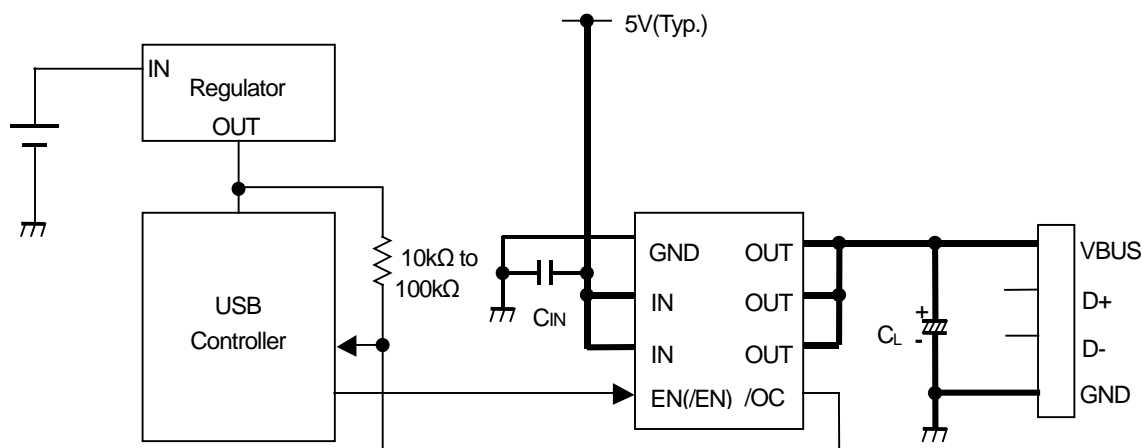 5V(Typ.)
IN
Regulator
OUT
10kΩ to
100kΩ
USB
Controller
CIN
GND OUT
IN OUT
IN OUT
EN(/EN) /OC
+
CL
-
VBUS
D+
D-
GND